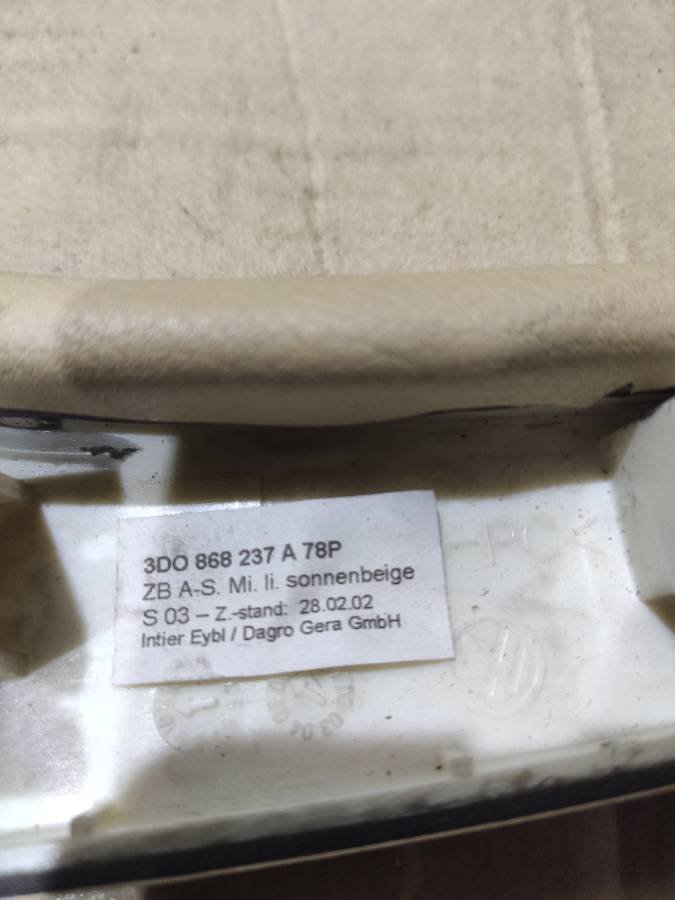 3DO 868 237 A 78P
ZB A-S. Mi. li. sonnenbeige
S 03 – Z.-stand: 28.02.02
Intier Eybl / Dagro Gera GmbH